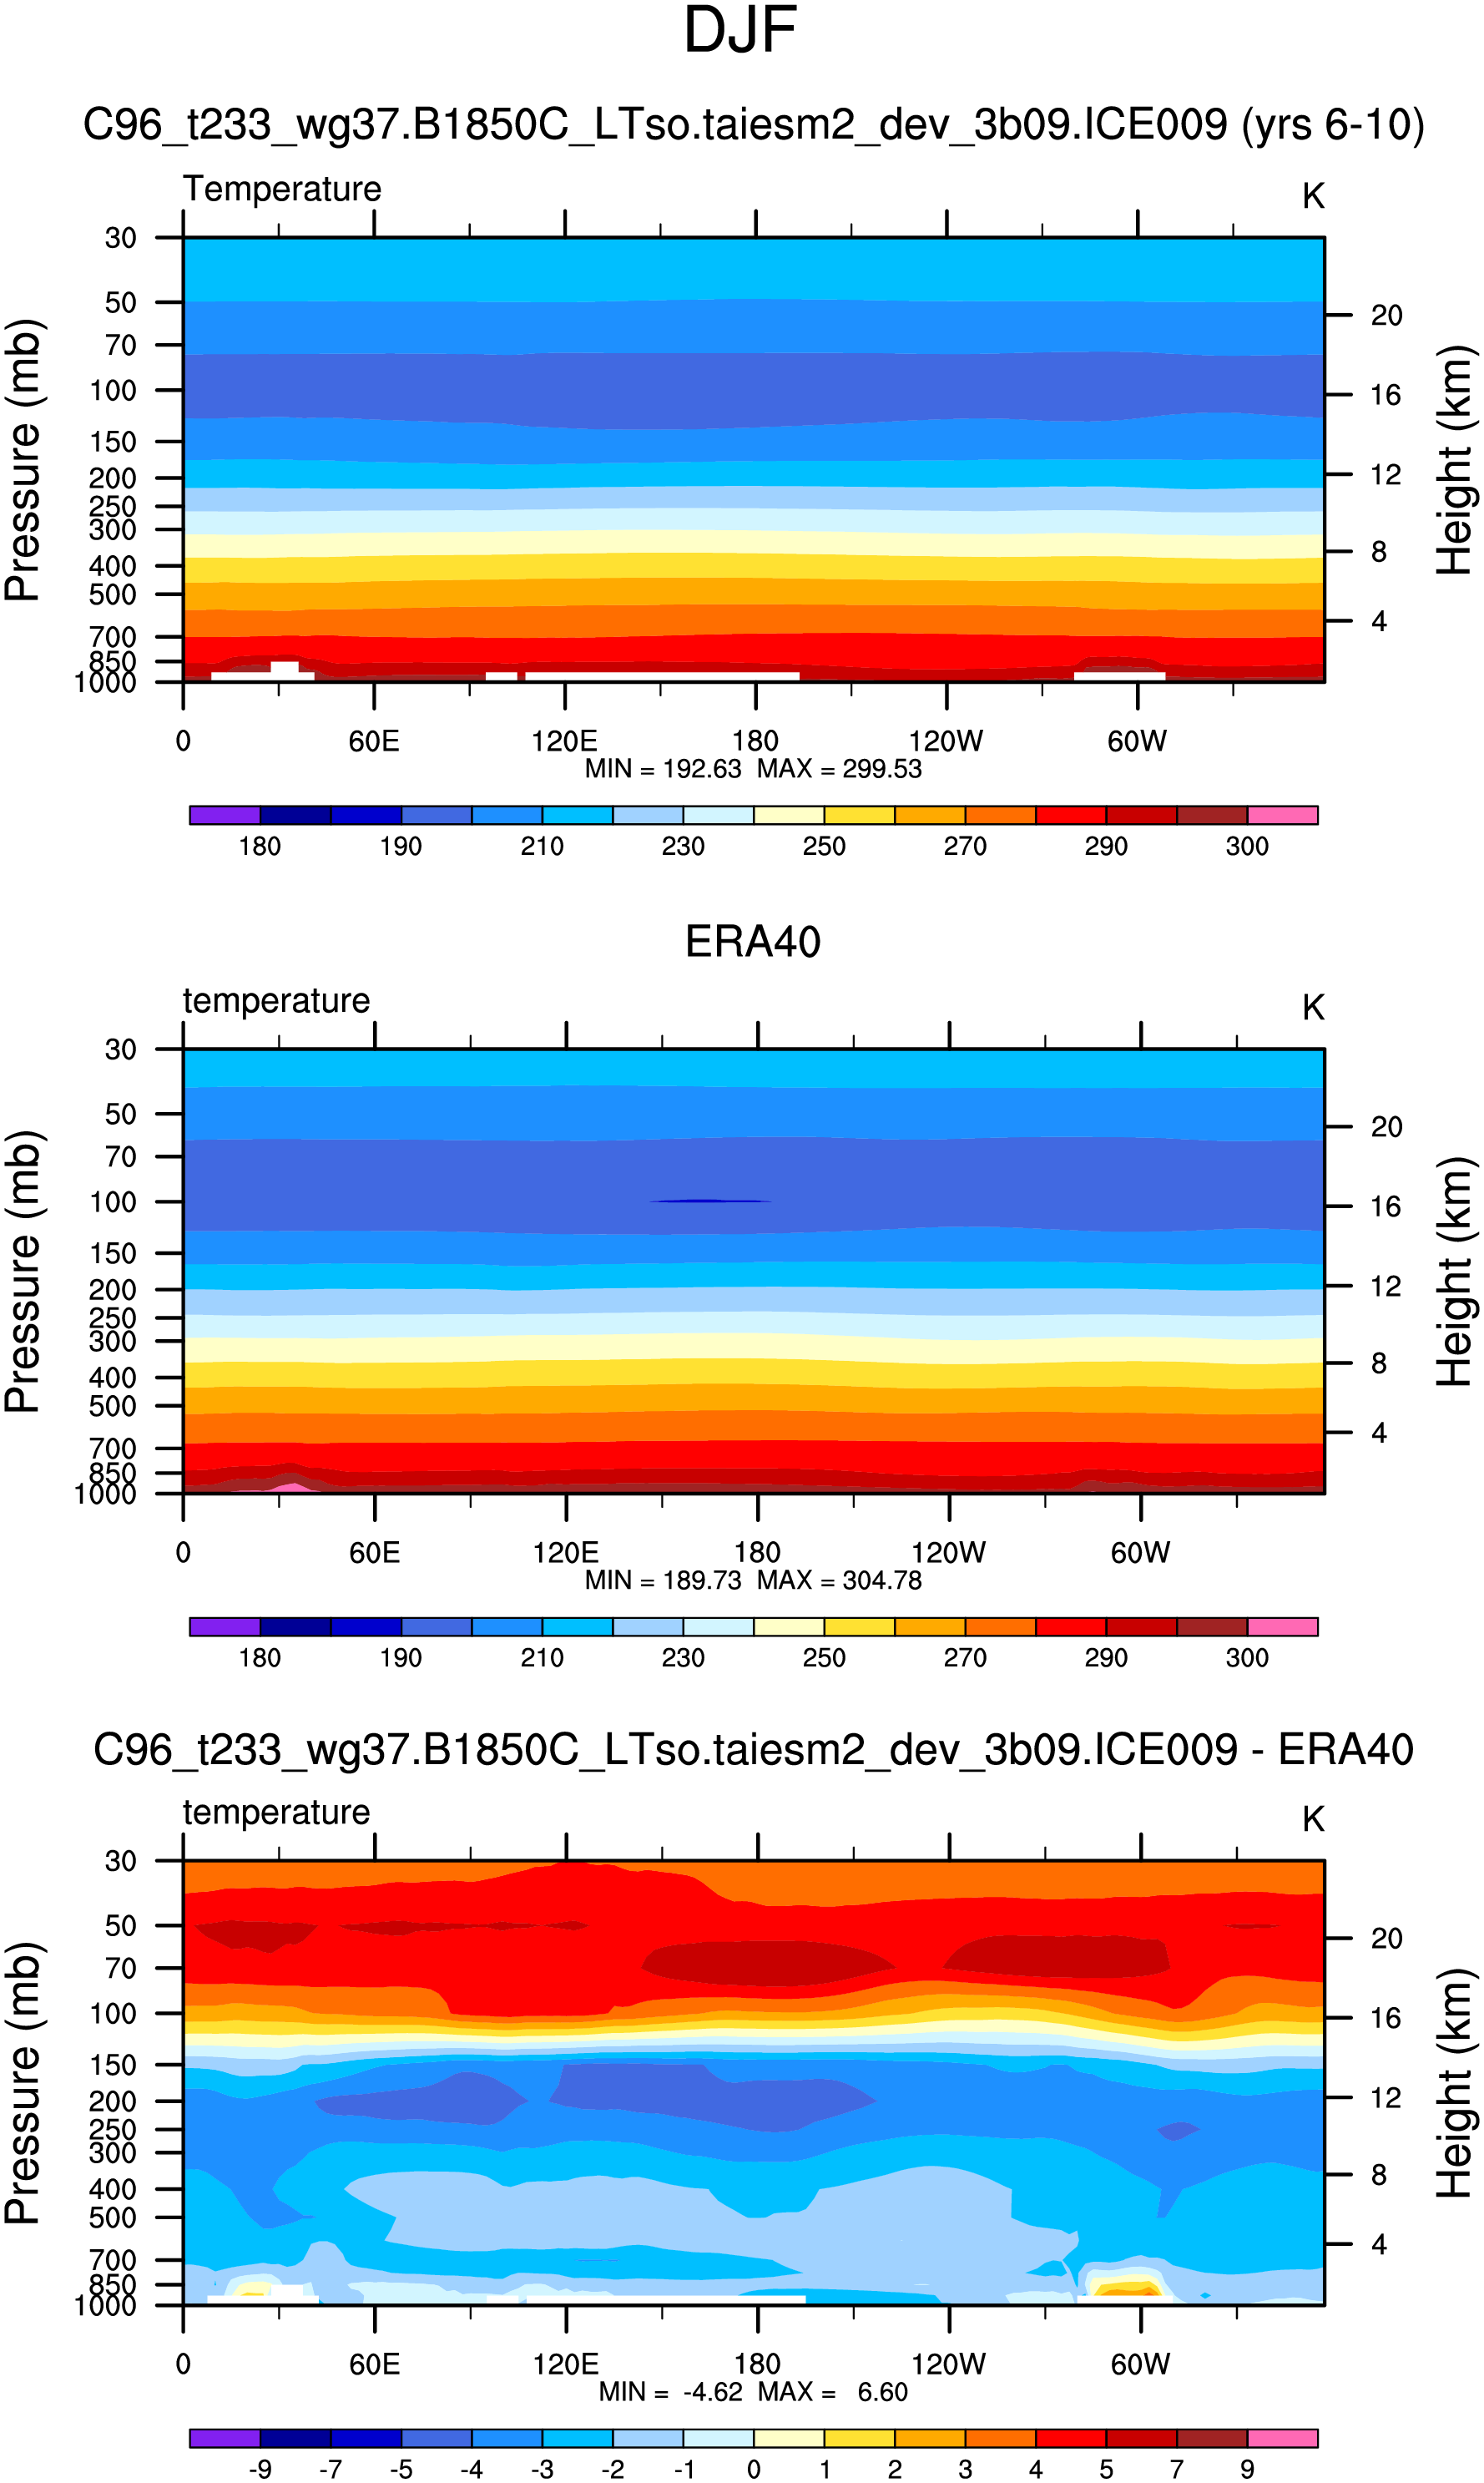 DJF
C96_t233_wg37.B1850C_LTso.taiesm2_dev_3b09.ICE009 (yrs 6-10)
Temperature K
Pressure (mb)
30
50
70
100
150
200
250
300
400
500
700
850
1000
20
16
12
8
4
Height (km)
0 60E 120E 180 120W 60W
MIN = 192.63 MAX = 299.53
180 190 210 230 250 270 290 300
ERA40
temperature K
Pressure (mb)
30
50
70
100
150
200
250
300
400
500
700
850
1000
20
16
12
8
4
Height (km)
0 60E 120E 180 120W 60W
MIN = 189.73 MAX = 304.78
180 190 210 230 250 270 290 300
C96_t233_wg37.B1850C_LTso.taiesm2_dev_3b09.ICE009 - ERA40
temperature K
Pressure (mb)
30
50
70
100
150
200
250
300
400
500
700
850
1000
20
16
12
8
4
Height (km)
0 60E 120E 180 120W 60W
MIN = -4.62 MAX = 6.60
-9 -7 -5 -4 -3 -2 -1 0 1 2 3 4 5 7 9